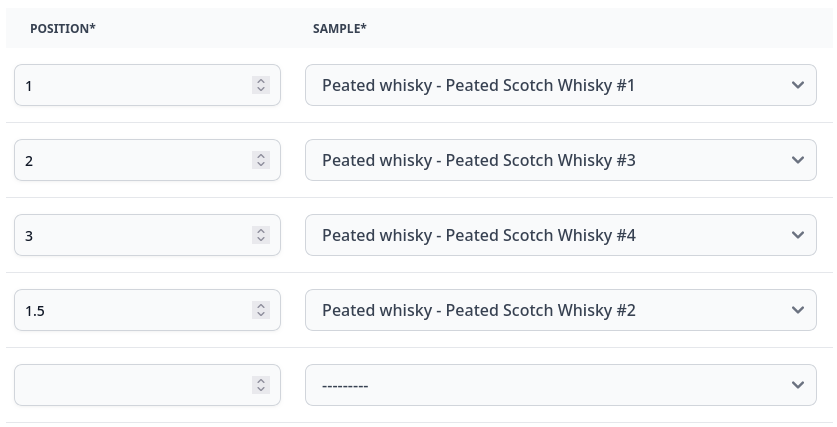 POSITION* SAMPLE*
1 Peated whisky - Peated Scotch Whisky #1
2 Peated whisky - Peated Scotch Whisky #3
3 Peated whisky - Peated Scotch Whisky #4
1.5 Peated whisky - Peated Scotch Whisky #2
---------